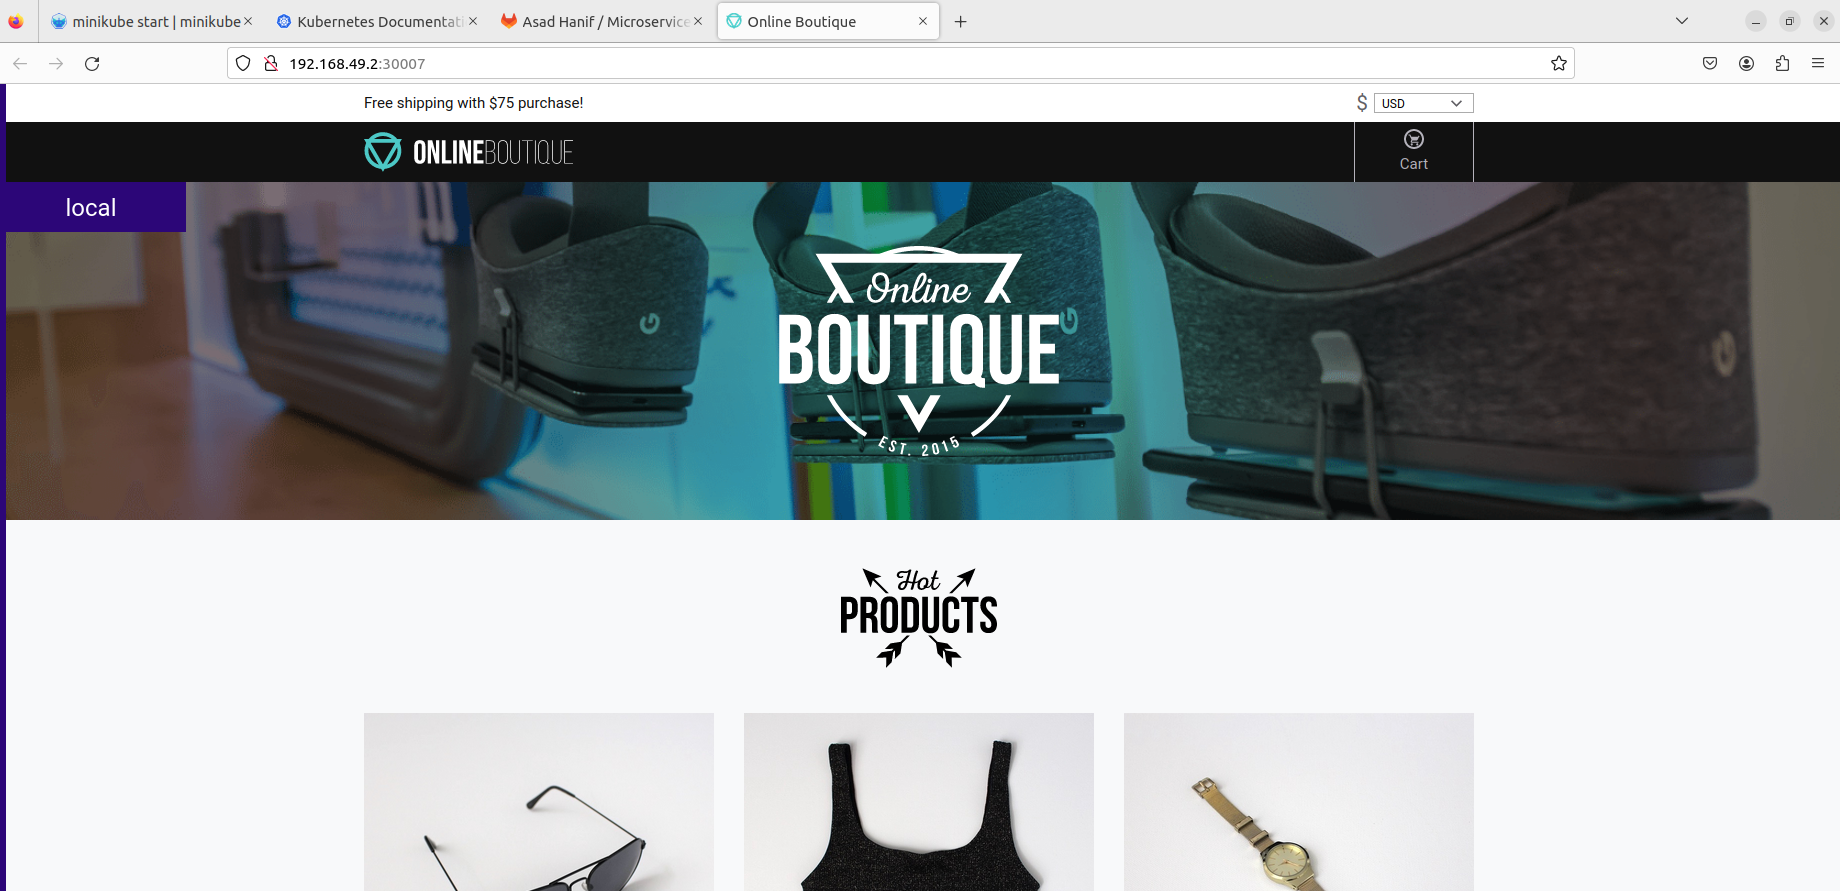 minikube start | minikube
Kubernetes Documentati
Asad Hanif / Microservice
Online Boutique
192.168.49.2:30007
Free shipping with $75 purchase!
$ USD
ONLINEBOUTIQUE
Cart
local
Online
BOUTIQUE
EST. 2015
Hot
PRODUCTS